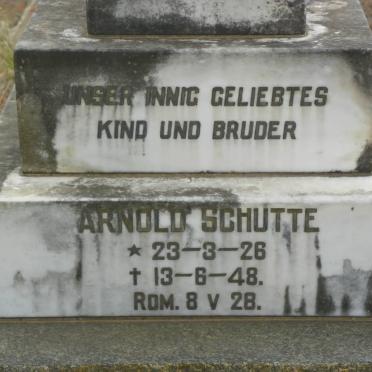 UNSER INNIG GELIEBTES
KIND UND BRUDER
ARNOLD SCHUTTE
★ 23-3-26
† 13-6-48.
ROM. 8 V 28.